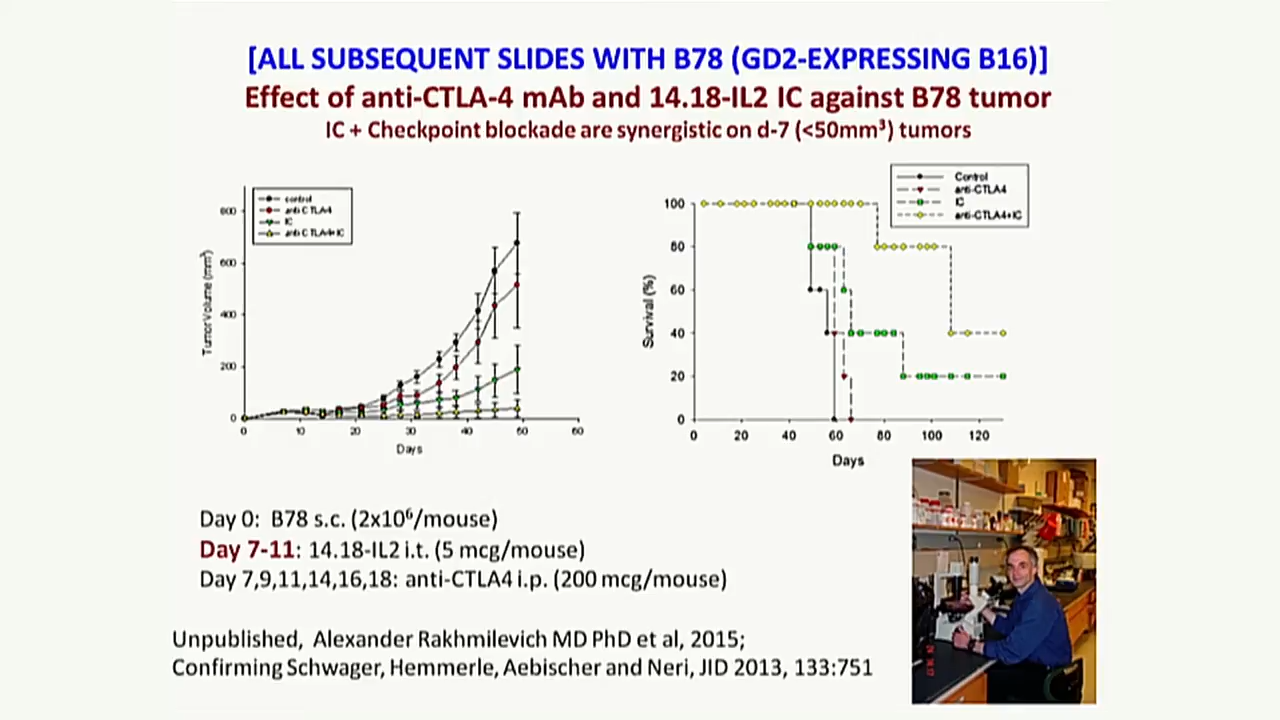 [ALL SUBSEQUENT SLIDES WITH B78 (GD2-EXPRESSING B16)]
Effect of anti-CTLA-4 mAb and 14.18-IL2 IC against B78 tumor
IC + Checkpoint blockade are synergistic on d-7 (<50mm³) tumors
control
anti CTLA4
IC
anti CTLA4+IC
Tumor Volume (mm³)
800
600
400
200
0
0 10 20 30 40 50 60
Days
Control
anti-CTLA4
IC
anti-CTLA4+IC
Survival (%)
100
80
60
40
20
0
0 20 40 60 80 100 120
Days
Day 0: B78 s.c. (2x10⁶/mouse)
Day 7-11: 14.18-IL2 i.t. (5 mcg/mouse)
Day 7,9,11,14,16,18: anti-CTLA4 i.p. (200 mcg/mouse)
Unpublished, Alexander Rakhmilevich MD PhD et al, 2015;
Confirming Schwager, Hemmerle, Aebischer and Neri, JID 2013, 133:751